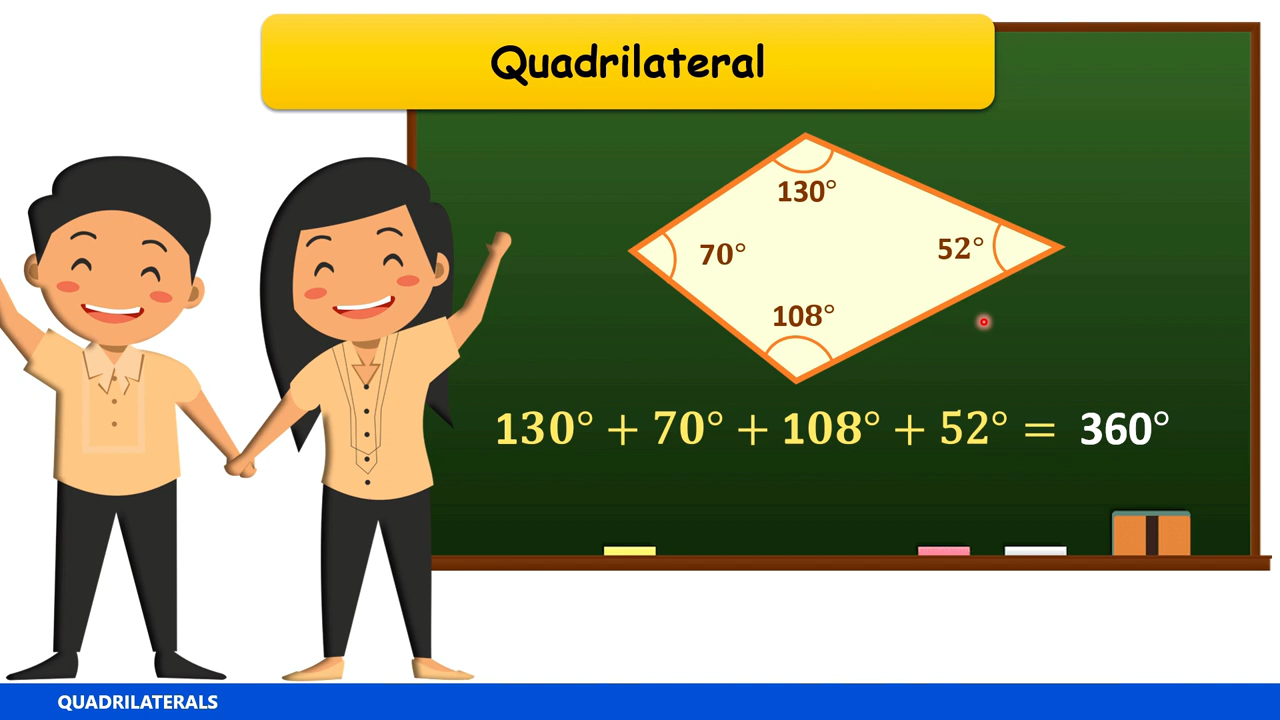 Quadrilateral
130°
70°
52°
108°
130° + 70° + 108° + 52° = 360°
QUADRILATERALS